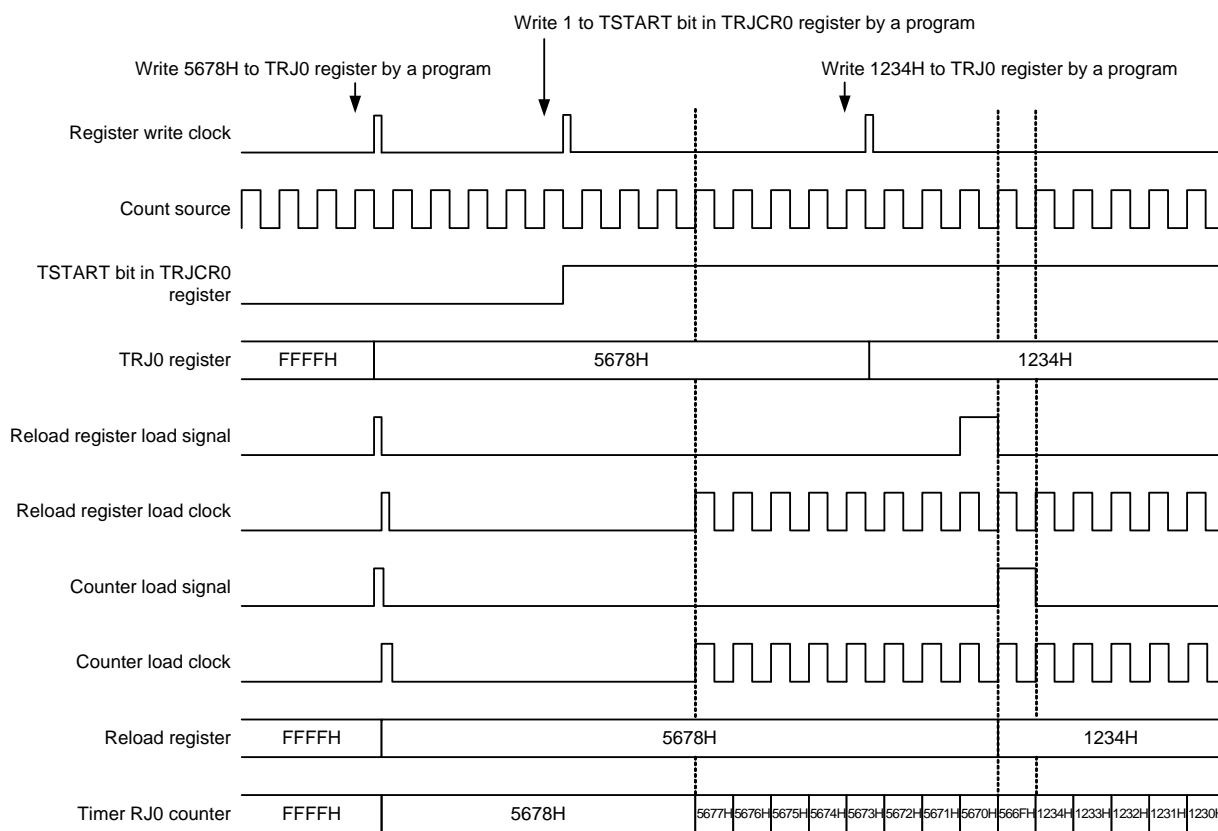 Write 1 to TSTART bit in TRJCR0 register by a program
Write 5678H to TRJ0 register by a program
Write 1234H to TRJ0 register by a program
Register write clock
Count source
TSTART bit in TRJCR0
register
TRJ0 register FFFFH 5678H 1234H
Reload register load signal
Reload register load clock
Counter load signal
Counter load clock
Reload register FFFFH 5678H 1234H
Timer RJ0 counter FFFFH 5678H 5677H 5676H 5675H 5674H 5673H 5672H 5671H 5670H 566FH 1234H 1233H 1232H 1231H 1230H